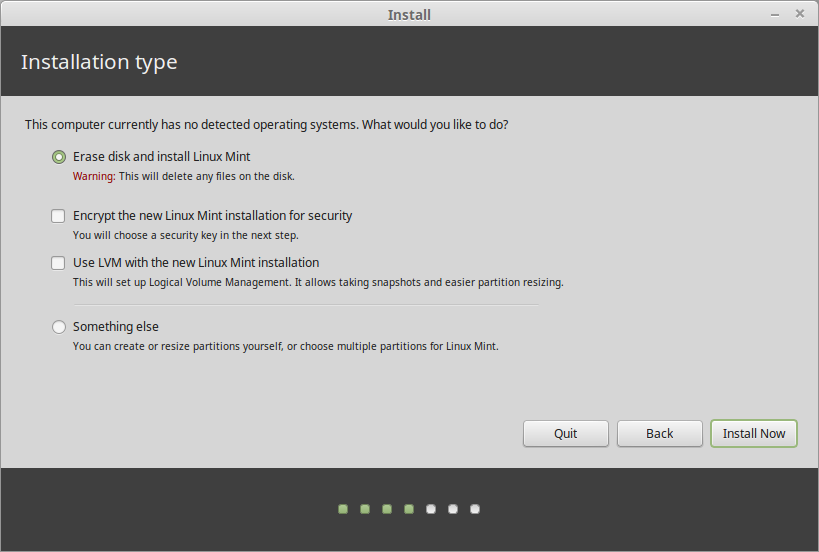 Install
Installation type
This computer currently has no detected operating systems. What would you like to do?
Erase disk and install Linux Mint
Warning: This will delete any files on the disk.
Encrypt the new Linux Mint installation for security
You will choose a security key in the next step.
Use LVM with the new Linux Mint installation
This will set up Logical Volume Management. It allows taking snapshots and easier partition resizing.
Something else
You can create or resize partitions yourself, or choose multiple partitions for Linux Mint.
Quit
Back
Install Now